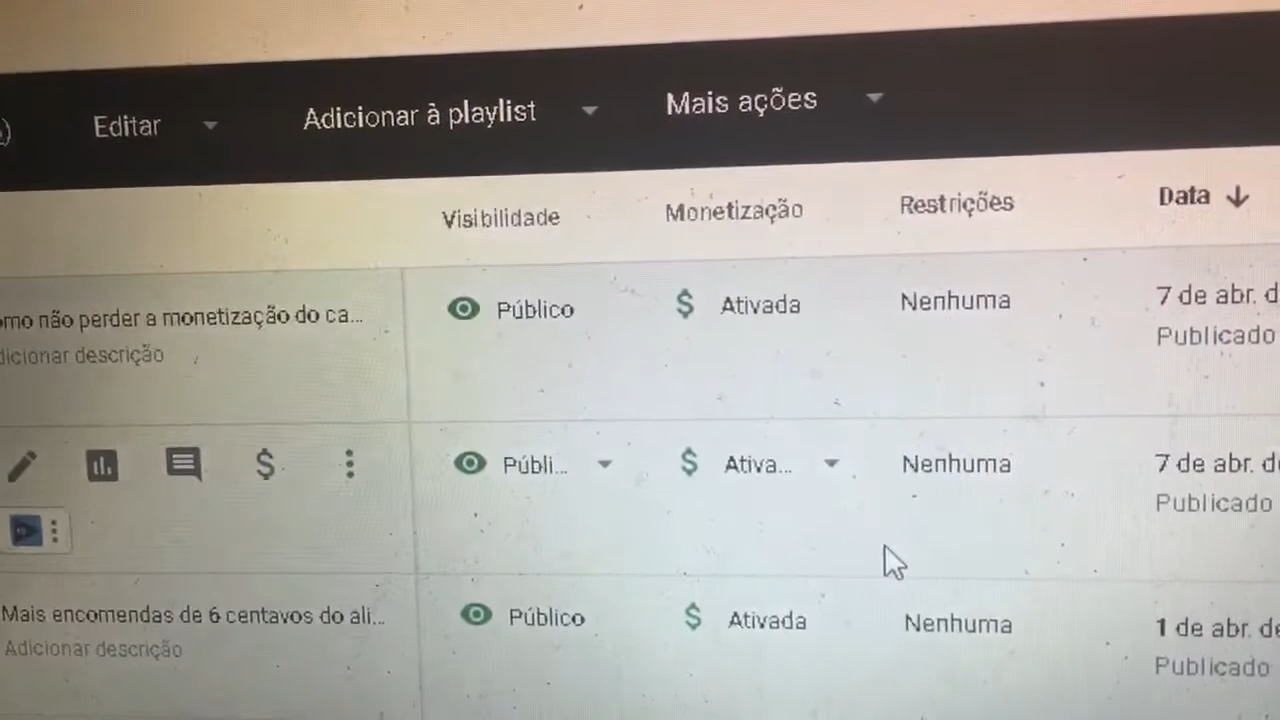 Editar
Adicionar à playlist
Mais ações
Visibilidade
Monetização
Restrições
Data
omo não perder a monetização do ca...
dicionar descrição
Público
Ativada
Nenhuma
7 de abr. d
Publicado
Públi...
Ativa...
Nenhuma
7 de abr. de
Publicado
Mais encomendas de 6 centavos do ali...
Adicionar descrição
Público
Ativada
Nenhuma
1 de abr. de
Publicado